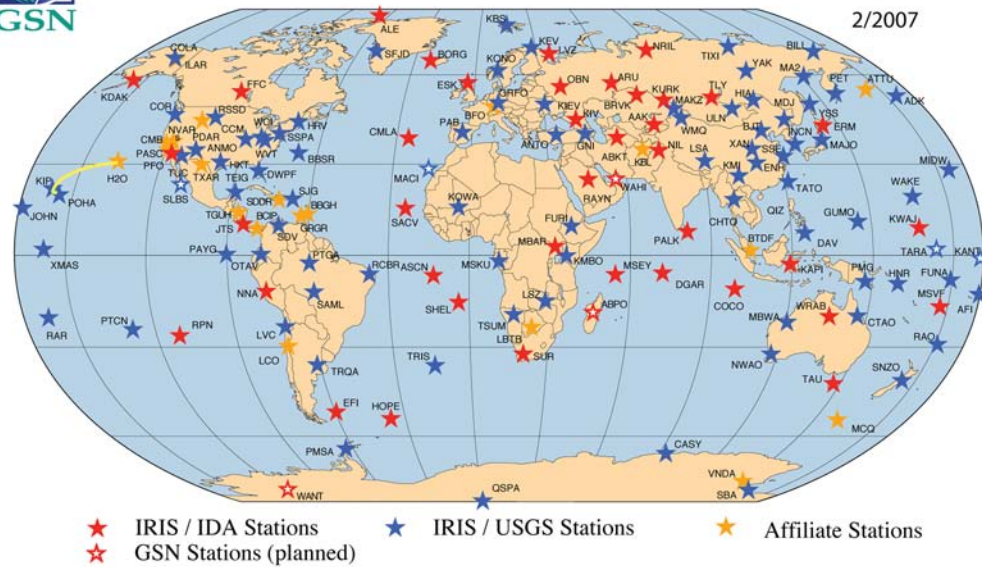 GSN
2/2007
ALE
KBS
KEV
LVZ
NRIL
TIXI
BILL
COLA
ILAR
SFJD
BORG
KONO
YAK
MA2
PET
ATTU
ADK
KDAK
FFC
ESK
OBN
ARU
TLY
KURK
BRVK
MAKZ
HIA
MDJ
YSS
COR
RSSD
GRFO
BFO
KIEV
KIV
AAK
ULN
WMQ
BJT
INCN
ERM
MAJO
NVAR
CMB
PDAR
CCM
WCI
SSPA
HRV
CMLA
PAB
ANTO
GNI
ABKT
KBL
NIL
LSA
XAN
SSE
PASC
PFO
ANMO
HKT
WVT
BBSR
MIDW
TUC
TXAR
TEIG
DWPF
MACI
KMI
ENH
H2O
KIP
POHA
JOHN
SLBS
SDDR
SJG
BBGH
KOWA
RAYN
WAHI
TATO
WAKE
TGUH
JTS
BCIP
SDV
GRGR
SACV
FURI
CHTO
QIZ
GUMO
KWAJ
XMAS
PAYG
OTAV
PTGA
RCBR
ASCN
MSKU
MBAR
KMBO
MSEY
PALK
BTDF
DAV
TARA
KANT
DGAR
KAPI
PMG
HNR
FUNA
NNA
SAML
SHEL
LSZ
ABPO
COCO
WRAB
MSVF
AFI
RAR
PTCN
RPN
LVC
LCO
TSUM
LBTB
SUR
MBWA
CTAO
RAO
TRQA
TRIS
NWAO
TAU
SNZO
EFI
HOPE
MCQ
PMSA
CASY
VNDA
SBA
WANT
QSPA
IRIS / IDA Stations
IRIS / USGS Stations
Affiliate Stations
GSN Stations (planned)